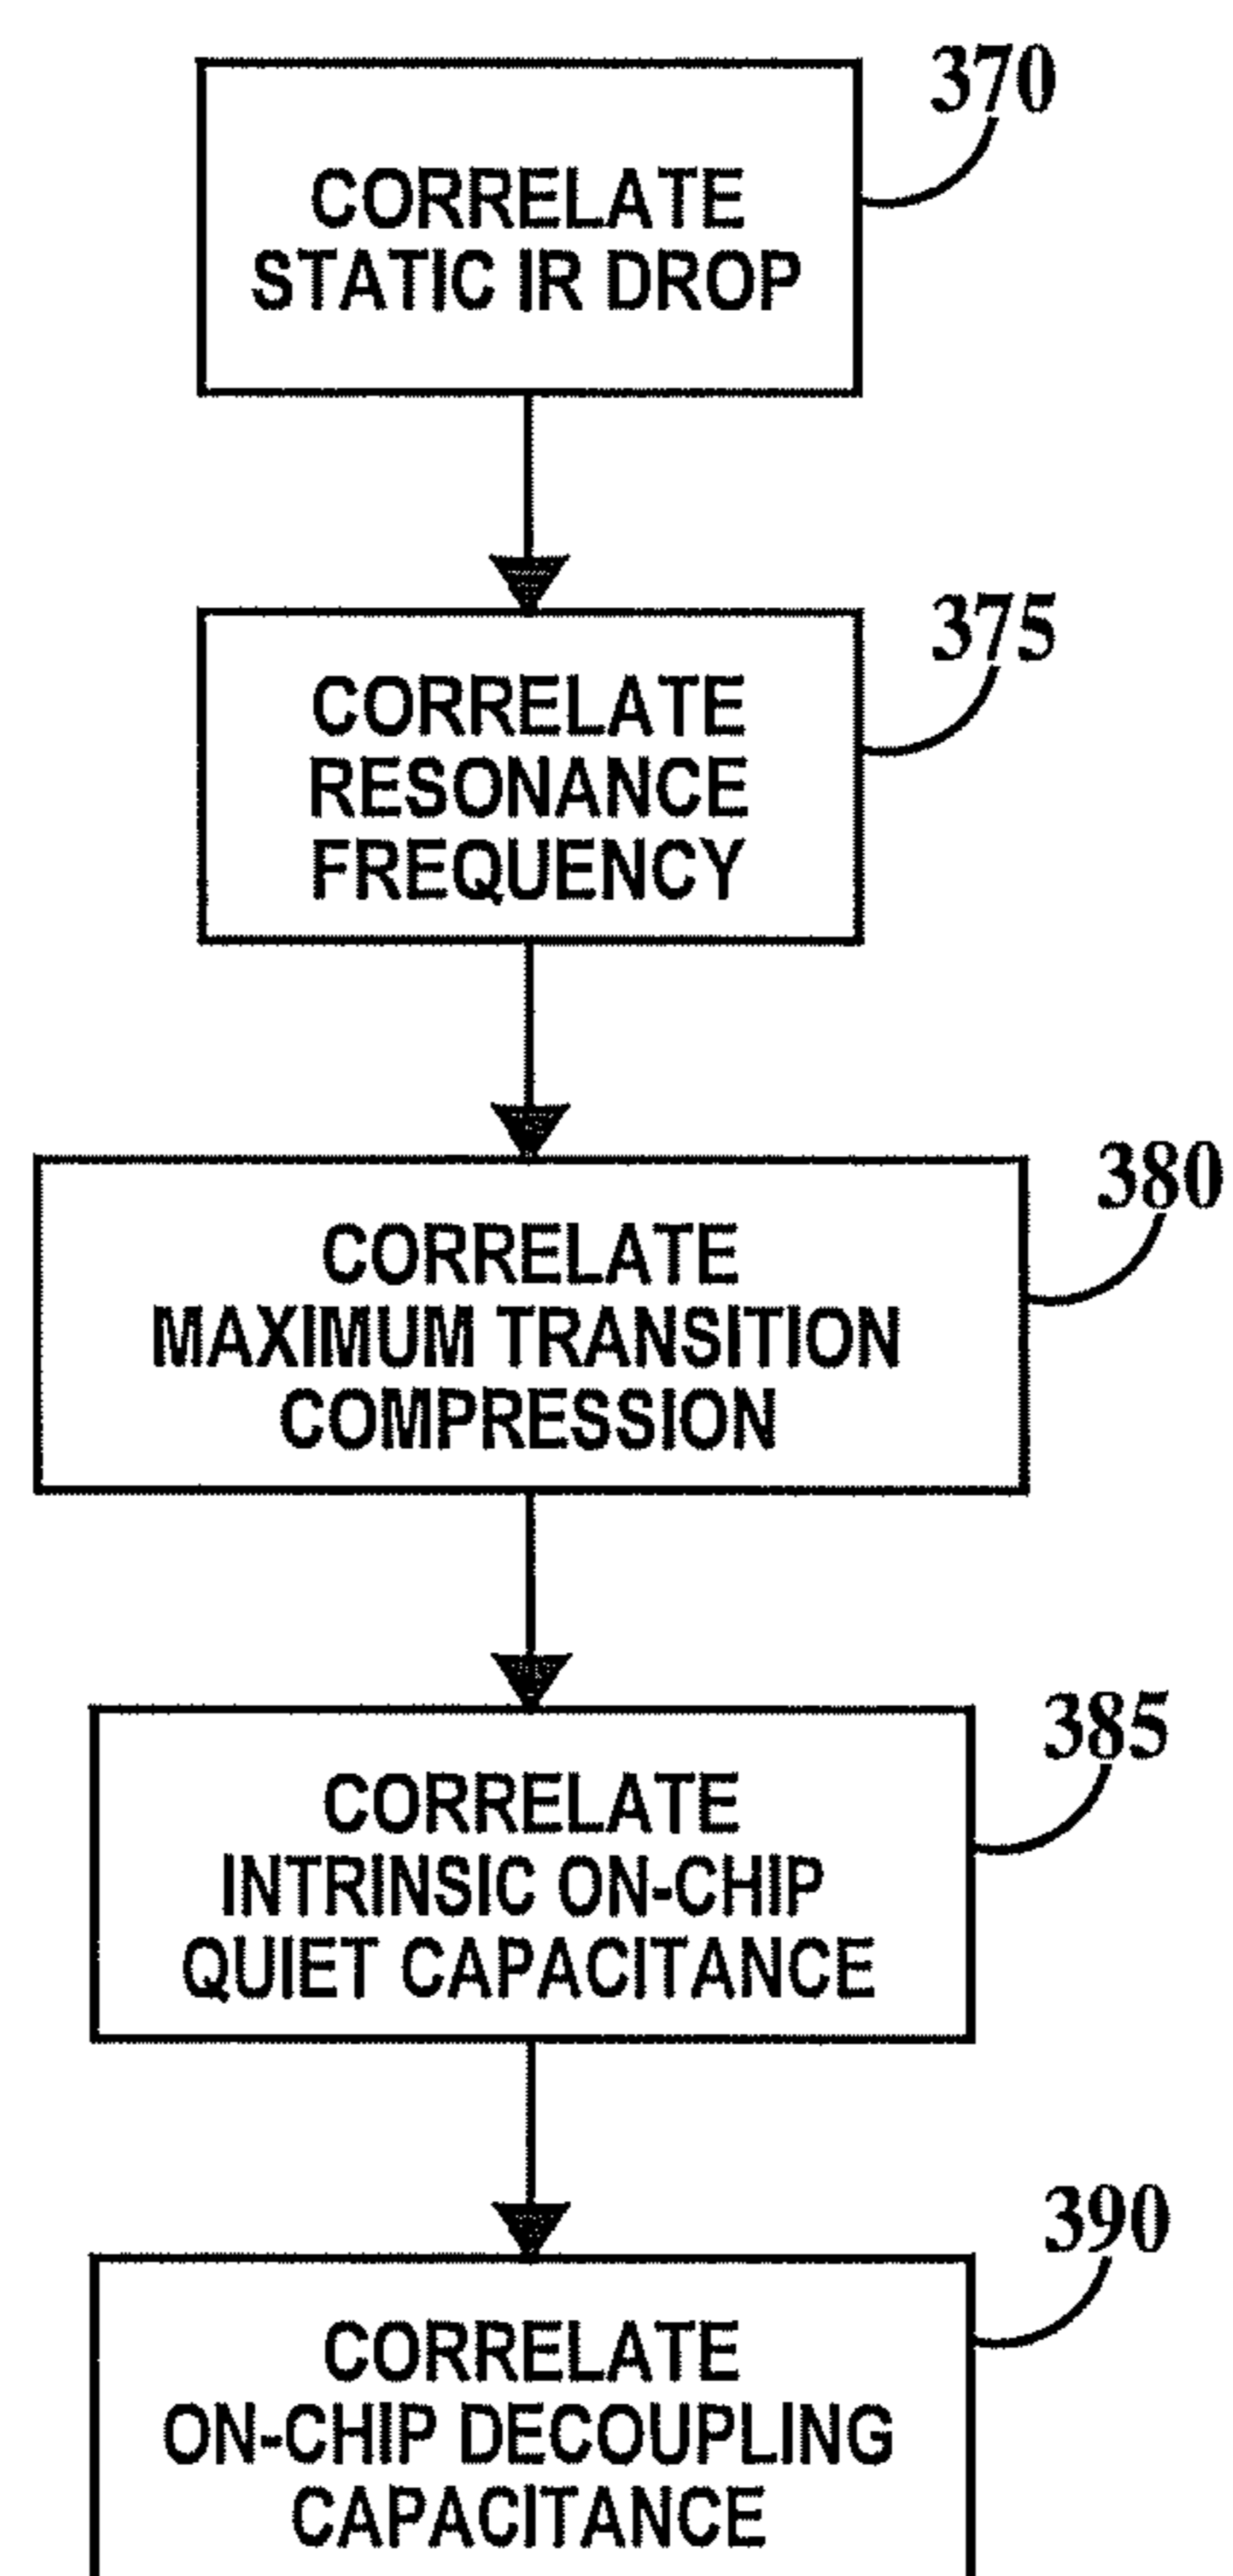 370
CORRELATE
STATIC IR DROP
375
CORRELATE
RESONANCE
FREQUENCY
380
CORRELATE
MAXIMUM TRANSITION
COMPRESSION
385
CORRELATE
INTRINSIC ON-CHIP
QUIET CAPACITANCE
390
CORRELATE
ON-CHIP DECOUPLING
CAPACITANCE